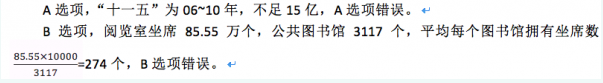 A 选项，“十一五”为 06~10 年，不足 15 亿，A 选项错误。
B 选项，阅览室坐席 85.55 万个，公共图书馆 3117 个，平均每个图书馆拥有坐席数
85.55×10000/3117=274 个，B 选项错误。